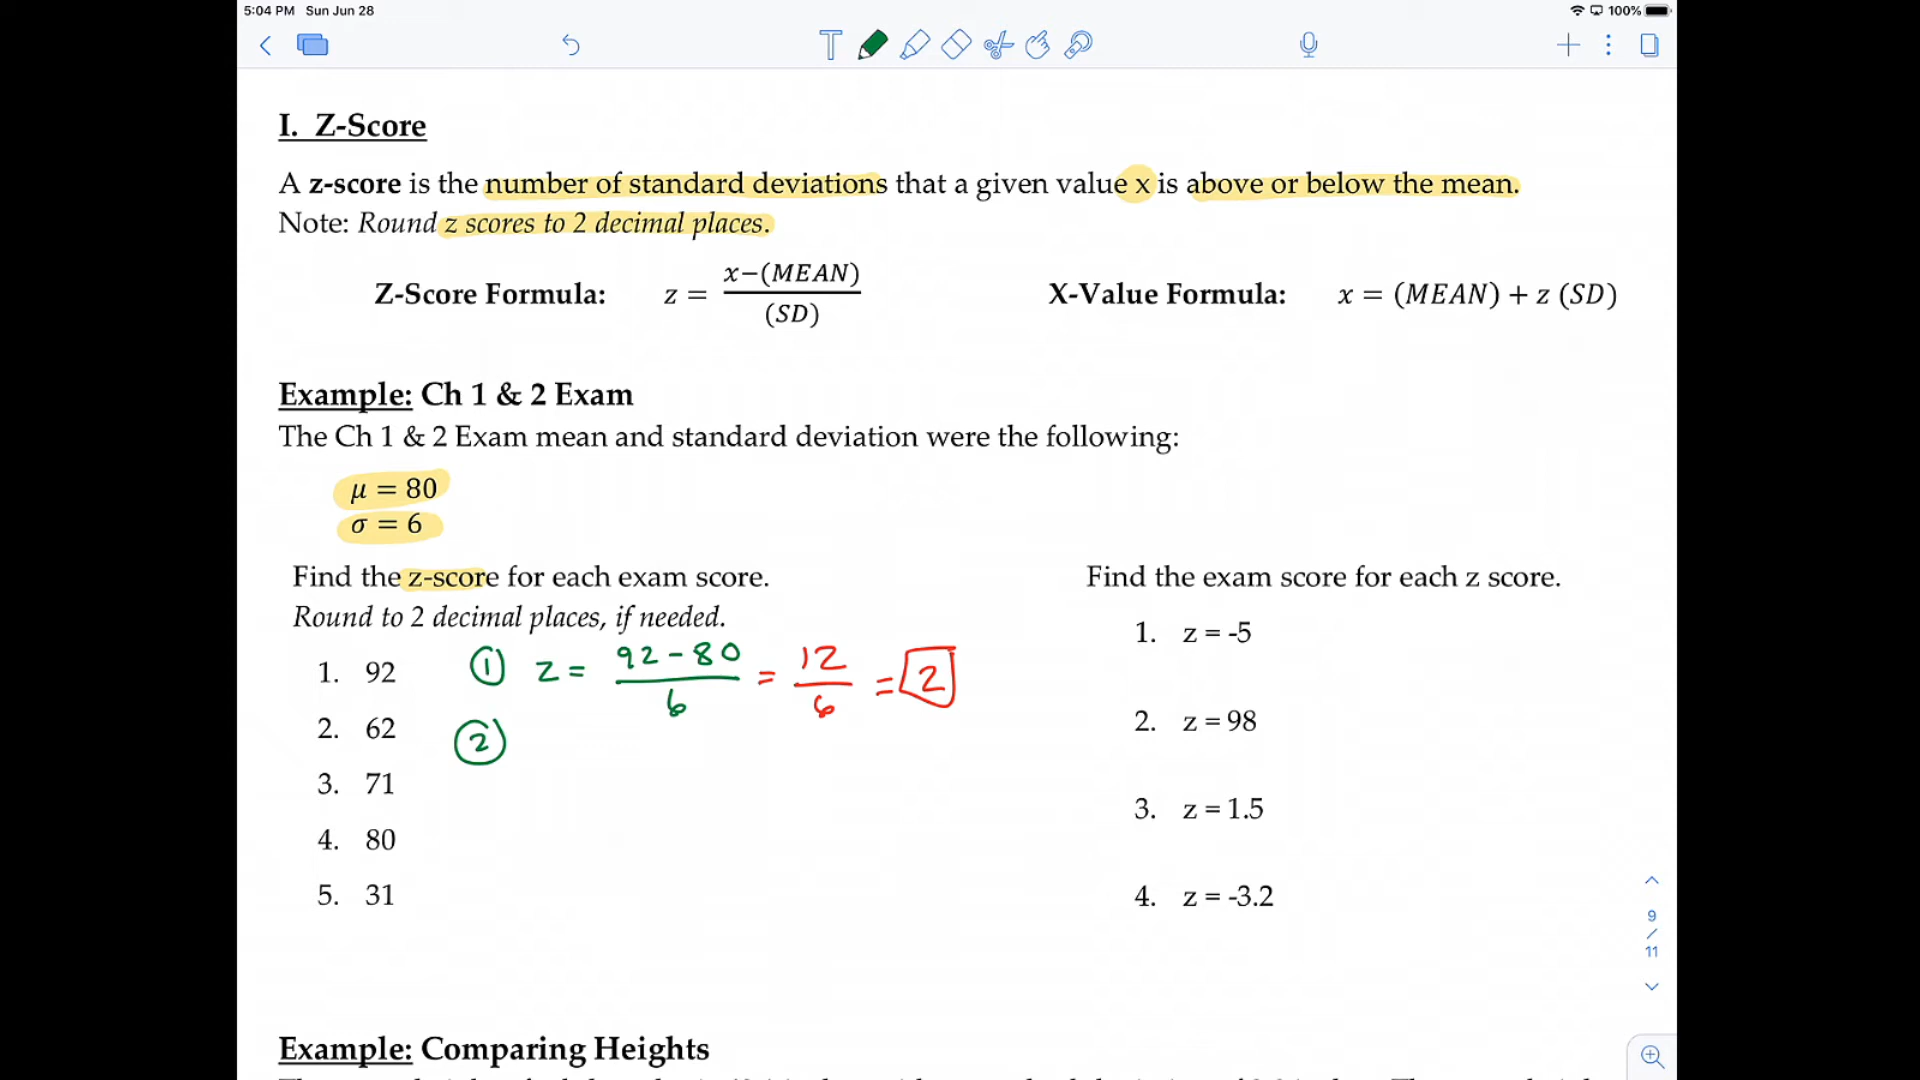 5:04 PM Sun Jun 28 100%
I. Z-Score
A z-score is the number of standard deviations that a given value x is above or below the mean.
Note: Round z scores to 2 decimal places.
Z-Score Formula: z = x−(MEAN) / (SD) X-Value Formula: x = (MEAN) + z (SD)
Example: Ch 1 & 2 Exam
The Ch 1 & 2 Exam mean and standard deviation were the following:
μ = 80
σ = 6
Find the z-score for each exam score.
Round to 2 decimal places, if needed.
1. 92 ① z = 92 - 80 / 6 = 12 / 6 = 2
2. 62 ②
3. 71
4. 80
5. 31
Find the exam score for each z score.
1. z = -5
2. z = 98
3. z = 1.5
4. z = -3.2
9
/
11
Example: Comparing Heights